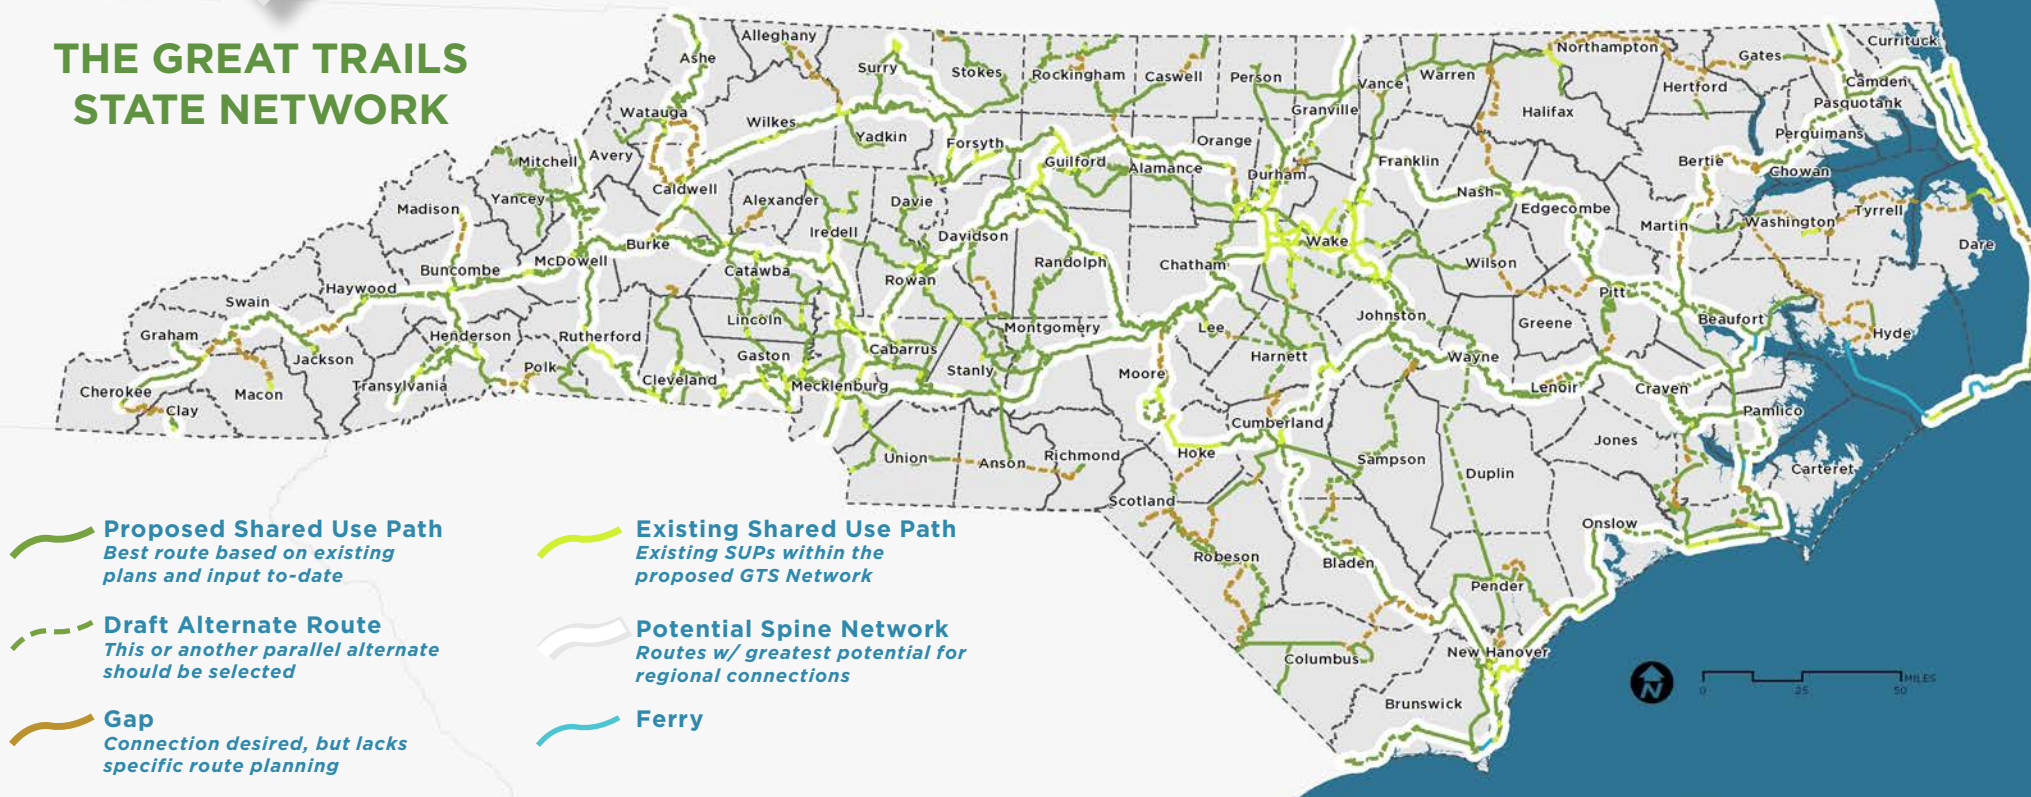 THE GREAT TRAILS
STATE NETWORK
Alleghany
Ashe
Surry
Stokes
Rockingham
Caswell
Person
Vance
Warren
Northampton
Gates
Currituck
Camden
Pasquotank
Hertford
Halifax
Granville
Watauga
Wilkes
Yadkin
Forsyth
Orange
Perquimans
Mitchell
Avery
Guilford
Alamance
Durham
Franklin
Bertie
Chowan
Caldwell
Yancey
Alexander
Davie
Nash
Edgecombe
Madison
Iredell
Davidson
Martin
Washington
Tyrrell
Burke
Wake
Dare
McDowell
Buncombe
Catawba
Rowan
Randolph
Chatham
Wilson
Haywood
Swain
Pitt
Graham
Henderson
Rutherford
Lincoln
Montgomery
Lee
Johnston
Greene
Beaufort
Hyde
Jackson
Gaston
Cabarrus
Harnett
Wayne
Polk
Cleveland
Mecklenburg
Stanly
Moore
Lenoir
Craven
Cherokee
Macon
Transylvania
Clay
Pamlico
Cumberland
Jones
Union
Anson
Richmond
Hoke
Sampson
Duplin
Carteret
Scotland
Onslow
Robeson
Bladen
Pender
Columbus
New Hanover
Brunswick
Proposed Shared Use Path
Best route based on existing
plans and input to-date
Draft Alternate Route
This or another parallel alternate
should be selected
Gap
Connection desired, but lacks
specific route planning
Existing Shared Use Path
Existing SUPs within the
proposed GTS Network
Potential Spine Network
Routes w/ greatest potential for
regional connections
Ferry
N
MILES
0 25 50